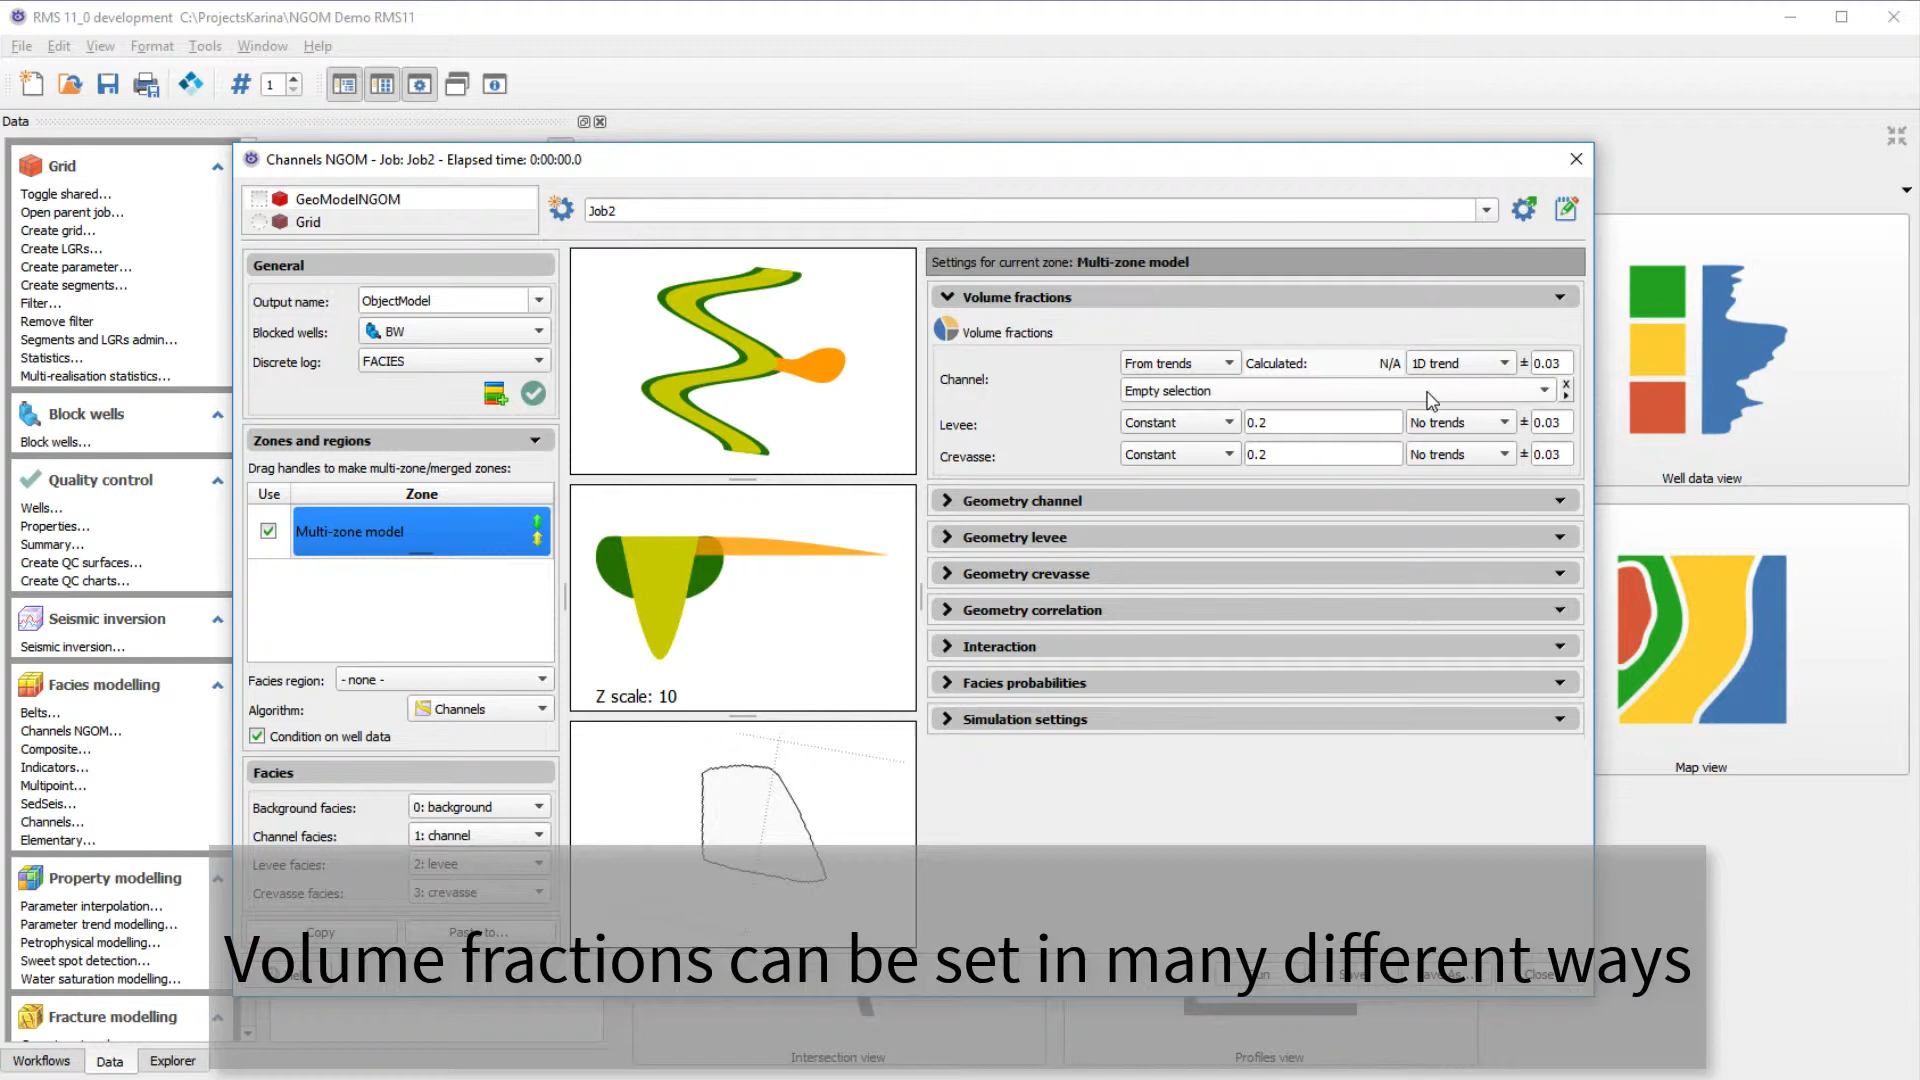 RMS 11_0 development C:\ProjectsKarina\NGOM Demo RMS11
File Edit View Format Tools Window Help
# 1
Data
Grid
Toggle shared...
Open parent job...
Create grid...
Create LGRs...
Create parameter...
Create segments...
Filter...
Remove filter
Segments and LGRs admin...
Statistics...
Multi-realisation statistics...
Block wells
Block wells...
Quality control
Wells...
Properties...
Summary...
Create QC surfaces...
Create QC charts...
Seismic inversion
Seismic inversion...
Facies modelling
Belts...
Channels NGOM...
Composite...
Indicators...
Multipoint...
SedSeis...
Channels...
Elementary...
Property modelling
Parameter interpolation...
Parameter trend modelling...
Petrophysical modelling...
Sweet spot detection...
Water saturation modelling...
Fracture modelling
Workflows Data Explorer
Channels NGOM - Job: Job2 - Elapsed time: 0:00:00.0
GeoModelNGOM
Grid
Job2
General
Output name: ObjectModel
Blocked wells: BW
Discrete log: FACIES
Zones and regions
Drag handles to make multi-zone/merged zones:
Use Zone
Multi-zone model
Facies region: - none -
Algorithm: Channels
Condition on well data
Facies
Background facies: 0: background
Channel facies: 1: channel
Levee facies: 2: levee
Crevasse facies: 3: crevasse
Copy Paste to...
Z scale: 10
Settings for current zone: Multi-zone model
Volume fractions
Volume fractions
Channel: From trends Calculated: N/A 1D trend ± 0.03
Empty selection
Levee: Constant 0.2 No trends ± 0.03
Crevasse: Constant 0.2 No trends ± 0.03
Geometry channel
Geometry levee
Geometry crevasse
Geometry correlation
Interaction
Facies probabilities
Simulation settings
Save Close
Well data view
Map view
Intersection view
Profiles view
Volume fractions can be set in many different ways